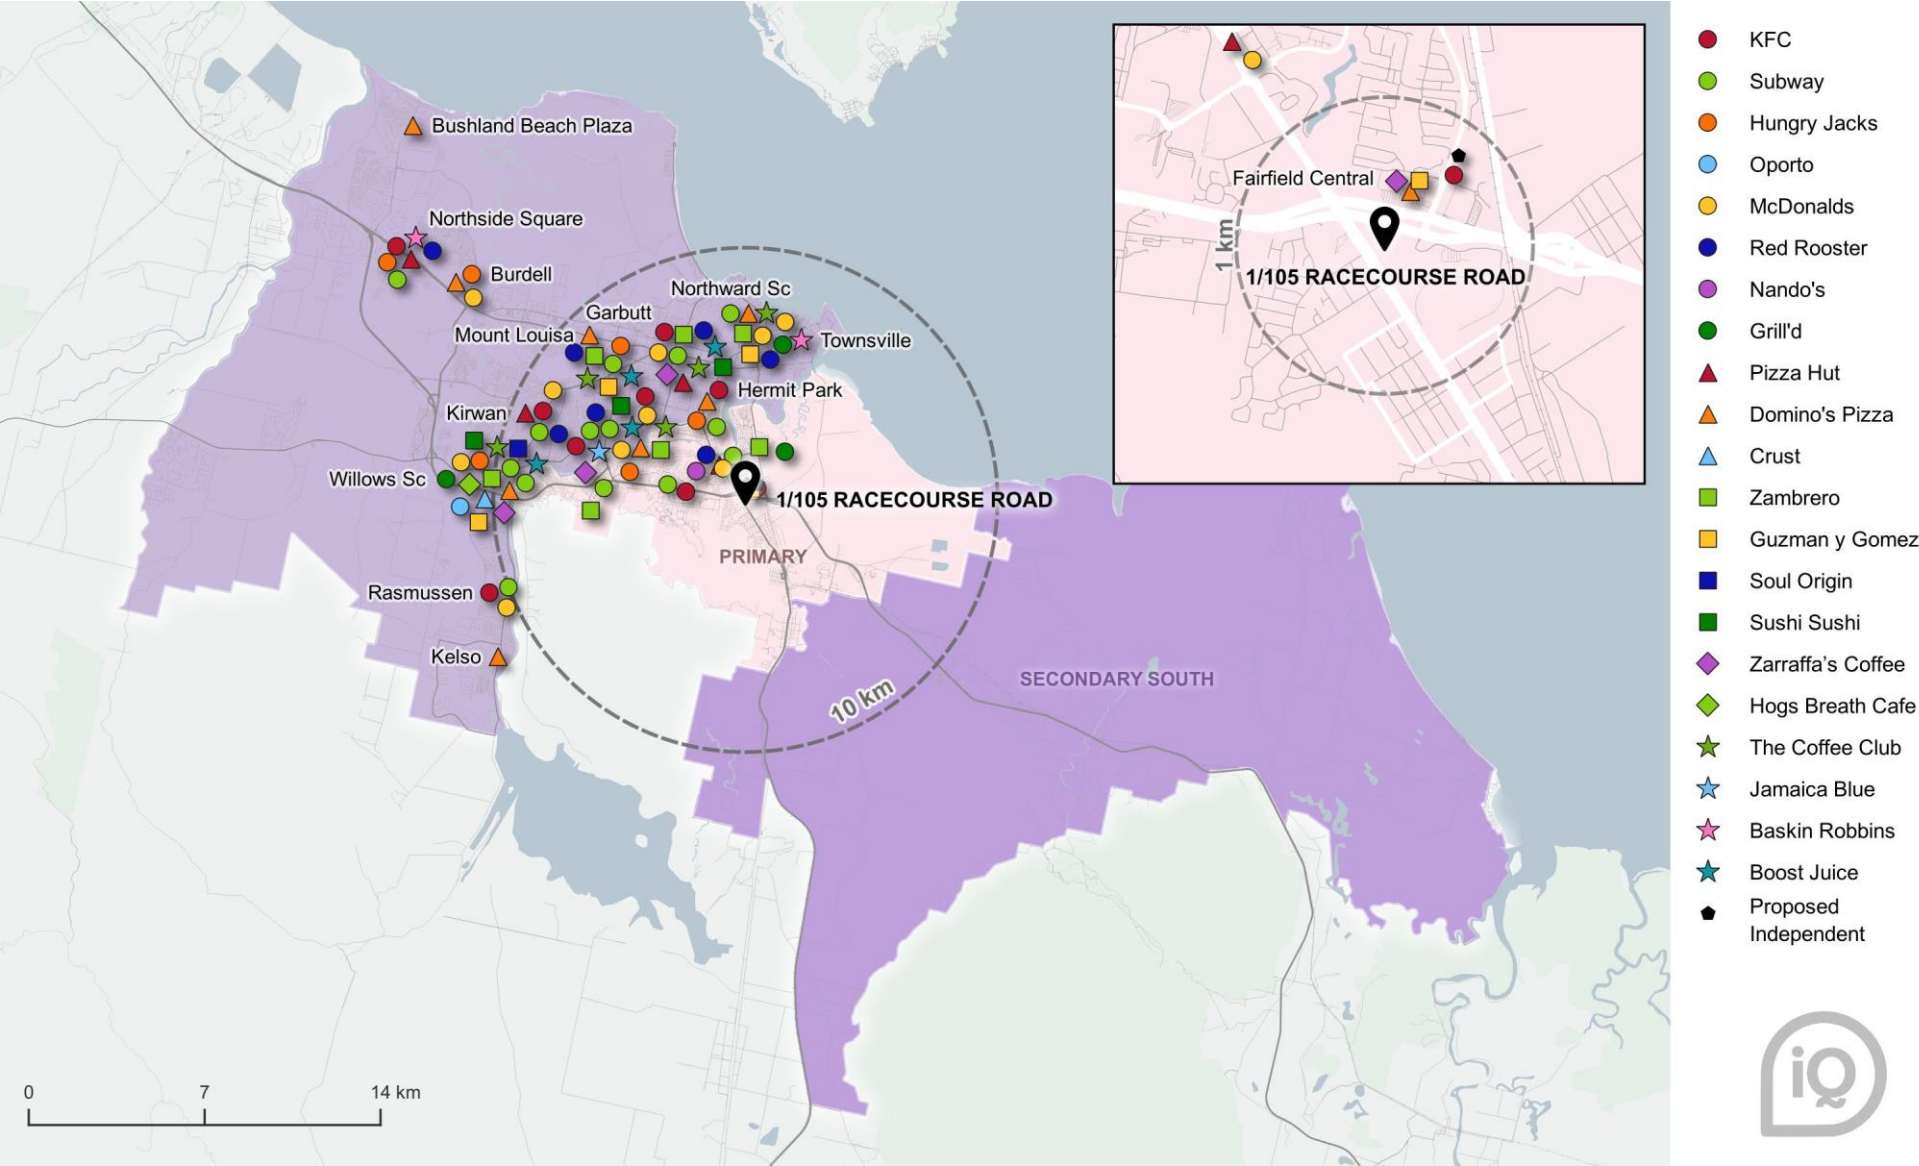 Bushland Beach Plaza
Northside Square
Burdell
Northward Sc
Garbutt
Mount Louisa
Townsville
Hermit Park
Kirwan
Willows Sc
1/105 RACECOURSE ROAD
PRIMARY
Rasmussen
Kelso
SECONDARY SOUTH
10 km
0 7 14 km
Fairfield Central
1 km
1/105 RACECOURSE ROAD
KFC
Subway
Hungry Jacks
Oporto
McDonalds
Red Rooster
Nando's
Grill'd
Pizza Hut
Domino's Pizza
Crust
Zambrero
Guzman y Gomez
Soul Origin
Sushi Sushi
Zarraffa’s Coffee
Hogs Breath Cafe
The Coffee Club
Jamaica Blue
Baskin Robbins
Boost Juice
Proposed
Independent
iQ